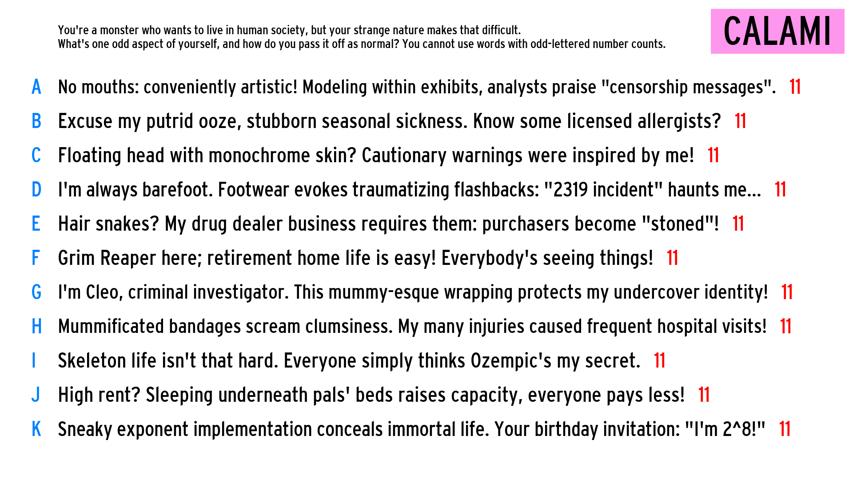 You're a monster who wants to live in human society, but your strange nature makes that difficult.
What's one odd aspect of yourself, and how do you pass it off as normal? You cannot use words with odd-lettered number counts.
CALAMI
A No mouths: conveniently artistic! Modeling within exhibits, analysts praise "censorship messages". 11
B Excuse my putrid ooze, stubborn seasonal sickness. Know some licensed allergists? 11
C Floating head with monochrome skin? Cautionary warnings were inspired by me! 11
D I'm always barefoot. Footwear evokes traumatizing flashbacks: "2319 incident" haunts me... 11
E Hair snakes? My drug dealer business requires them: purchasers become "stoned"! 11
F Grim Reaper here; retirement home life is easy! Everybody's seeing things! 11
G I'm Cleo, criminal investigator. This mummy-esque wrapping protects my undercover identity! 11
H Mummificated bandages scream clumsiness. My many injuries caused frequent hospital visits! 11
I Skeleton life isn't that hard. Everyone simply thinks Ozempic's my secret. 11
J High rent? Sleeping underneath pals' beds raises capacity, everyone pays less! 11
K Sneaky exponent implementation conceals immortal life. Your birthday invitation: "I'm 2^8!" 11